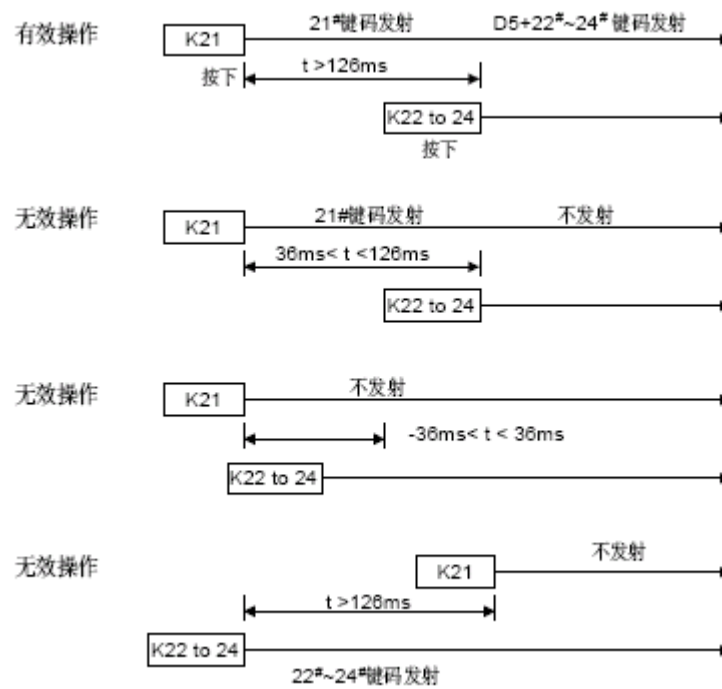 有效操作
K21
21#键码发射
D5+22#~24# 键码发射
按下
t >126ms
K22 to 24
按下
无效操作
K21
21#键码发射
不发射
36ms< t <126ms
K22 to 24
无效操作
K21
不发射
-36ms< t < 36ms
K22 to 24
无效操作
K21
不发射
t >126ms
K22 to 24
22#~24#键码发射